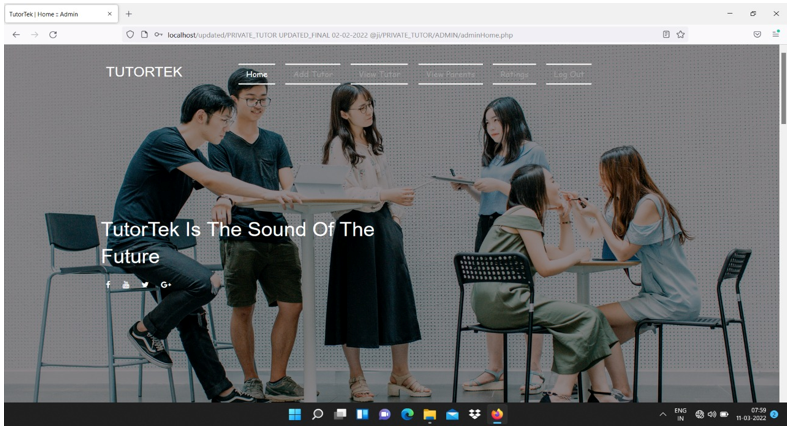 TutorTek | Home :: Admin
localhost/updated/PRIVATE_TUTOR UPDATED_FINAL 02-02-2022 @ji/PRIVATE_TUTOR/ADMIN/adminHome.php
TUTORTEK
Home Add Tutor View Tutor View Parents Ratings Log Out
TutorTek Is The Sound Of The
Future
ENG 07:59
IN 11-03-2022 2